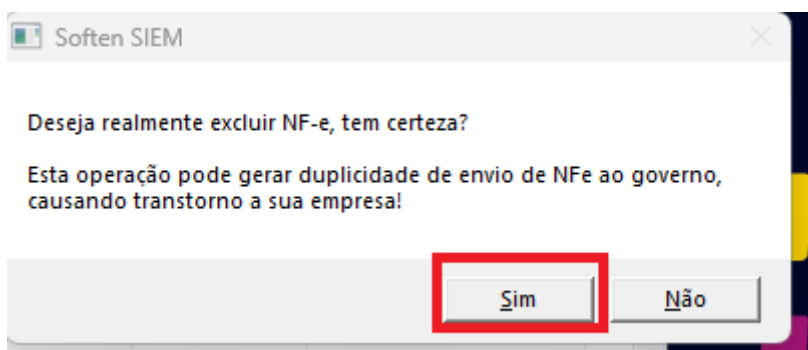 Soften SIEM
Deseja realmente excluir NF-e, tem certeza?
Esta operação pode gerar duplicidade de envio de NFe ao governo,
causando transtorno a sua empresa!
Sim
Não